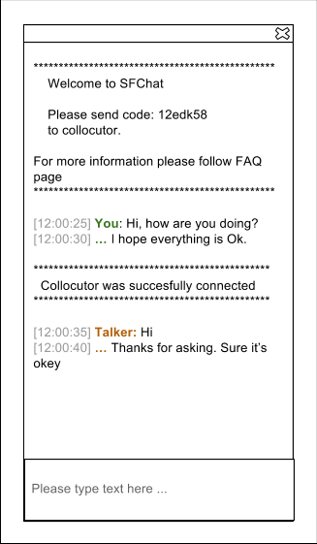 ************************************************
Welcome to SFChat
Please send code: 12edk58
to collocutor.
For more information please follow FAQ
page
************************************************
[12:00:25] You: Hi, how are you doing?
[12:00:30] ... I hope everything is Ok.
***********************************************
Collocutor was succesfully connected
***********************************************
[12:00:35] Talker: Hi
[12:00:40] ... Thanks for asking. Sure it's
okey
Please type text here ...